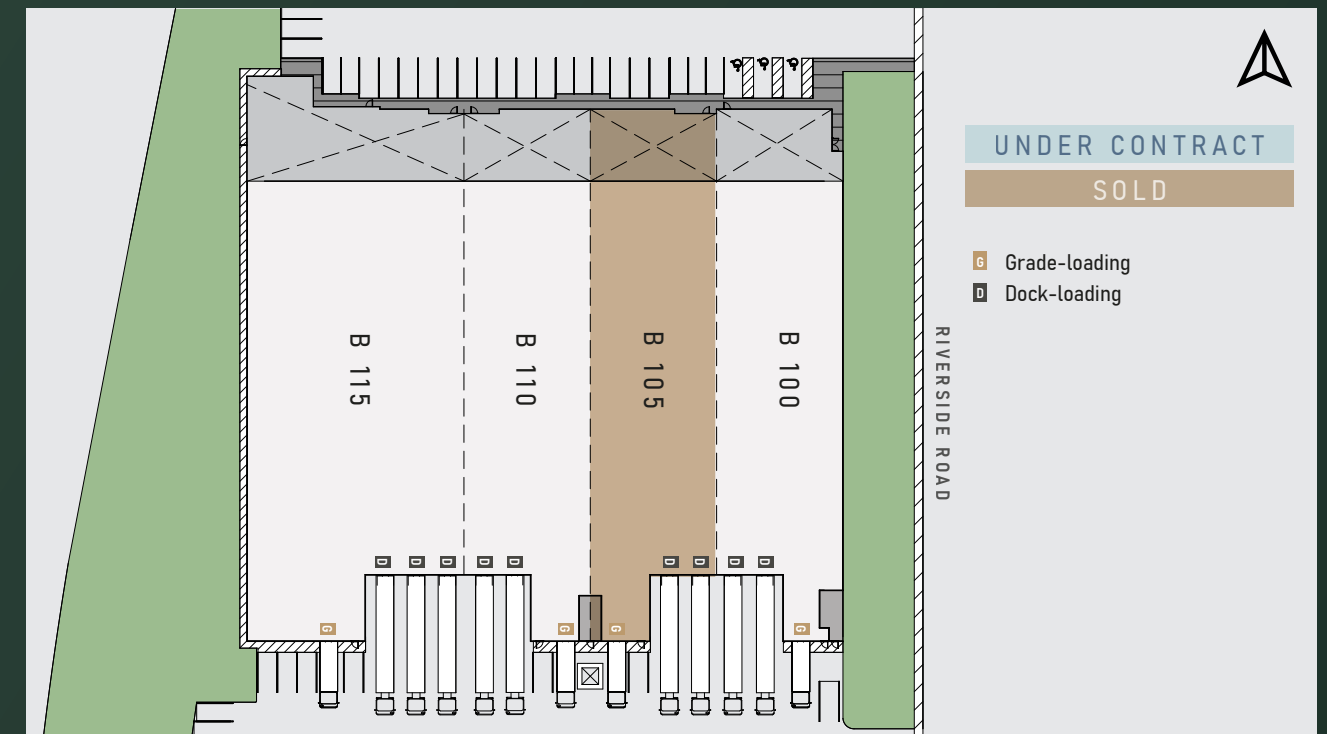 UNDER CONTRACT
SOLD
G Grade-loading
D Dock-loading
RIVERSIDE ROAD
B 115
B 110
B 105
B 100
D D D D D D D D D
G G G G